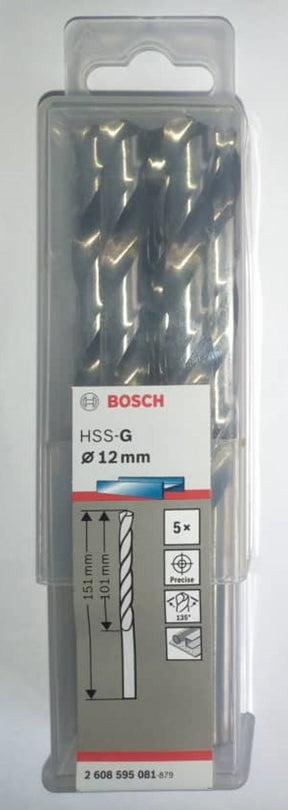 BOSCH
HSS-G
Ø 12 mm
5×
151 mm
101 mm
Precise
135°
2 608 595 081-879